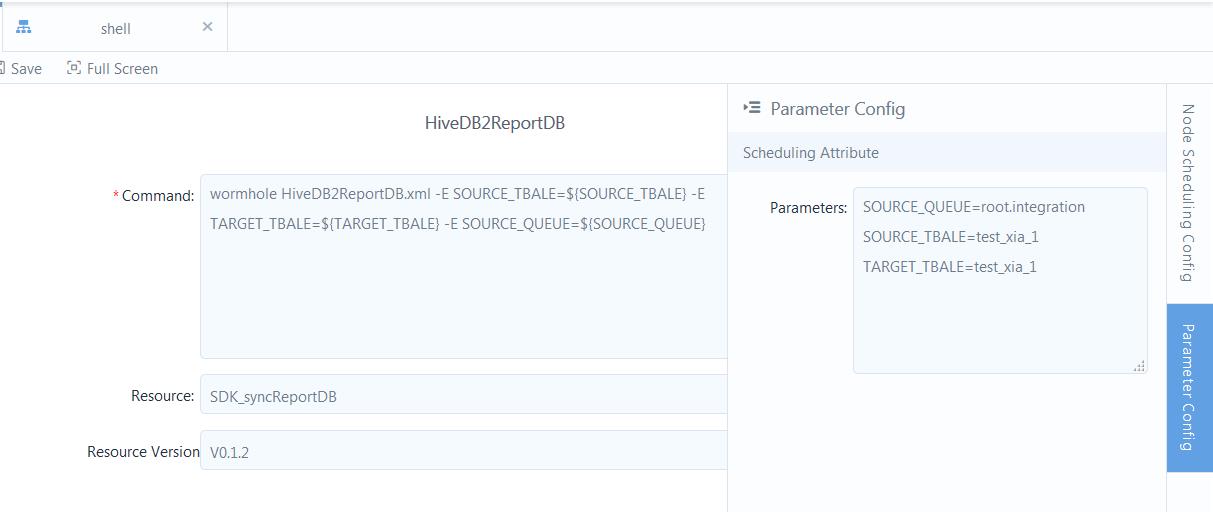 shell
Save Full Screen
HiveDB2ReportDB
* Command: wormhole HiveDB2ReportDB.xml -E SOURCE_TBALE=${SOURCE_TBALE} -E
TARGET_TBALE=${TARGET_TBALE} -E SOURCE_QUEUE=${SOURCE_QUEUE}
Resource: SDK_syncReportDB
Resource Version V0.1.2
Parameter Config
Scheduling Attribute
Parameters: SOURCE_QUEUE=root.integration
SOURCE_TBALE=test_xia_1
TARGET_TBALE=test_xia_1
Node Scheduling Config
Parameter Config